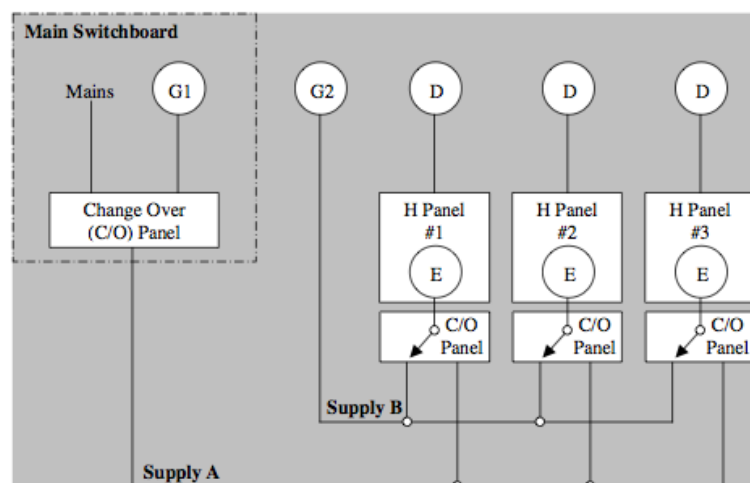 Main Switchboard
Mains
G1
G2
D
D
D
Change Over
(C/O) Panel
H Panel
#1
E
H Panel
#2
E
H Panel
#3
E
C/O
Panel
C/O
Panel
C/O
Panel
Supply B
Supply A